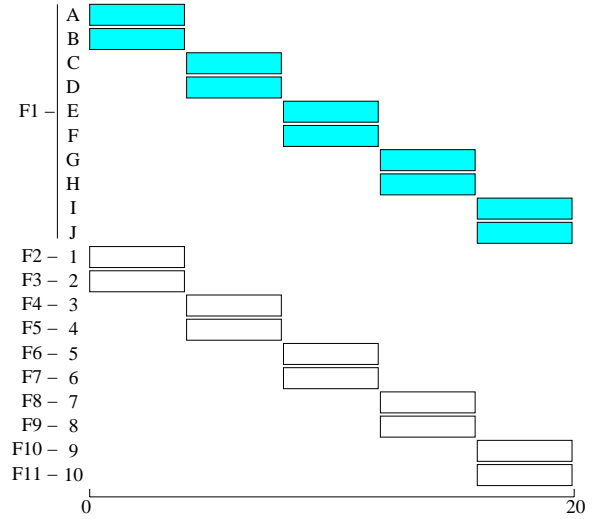 A
B
C
D
F1 – E
F
G
H
I
J
F2 – 1
F3 – 2
F4 – 3
F5 – 4
F6 – 5
F7 – 6
F8 – 7
F9 – 8
F10 – 9
F11 – 10
0 20